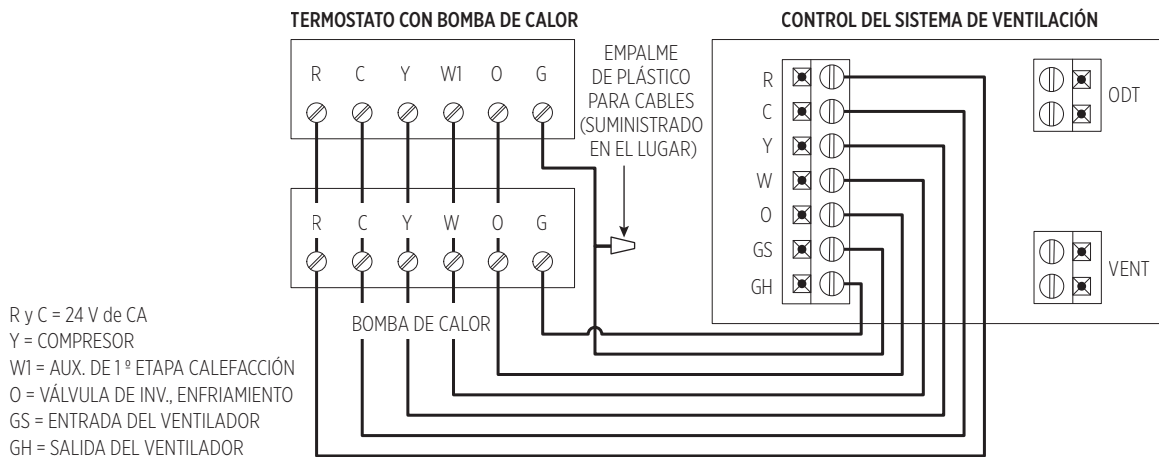 TERMOSTATO CON BOMBA DE CALOR
R C Y W1 O G
EMPALME
DE PLÁSTICO
PARA CABLES
(SUMINISTRADO
EN EL LUGAR)
R C Y W O G
BOMBA DE CALOR
CONTROL DEL SISTEMA DE VENTILACIÓN
R
C
Y
W
O
GS
GH
ODT
VENT
R y C = 24 V de CA
Y = COMPRESOR
W1 = AUX. DE 1 º ETAPA CALEFACCIÓN
O = VÁLVULA DE INV., ENFRIAMIENTO
GS = ENTRADA DEL VENTILADOR
GH = SALIDA DEL VENTILADOR